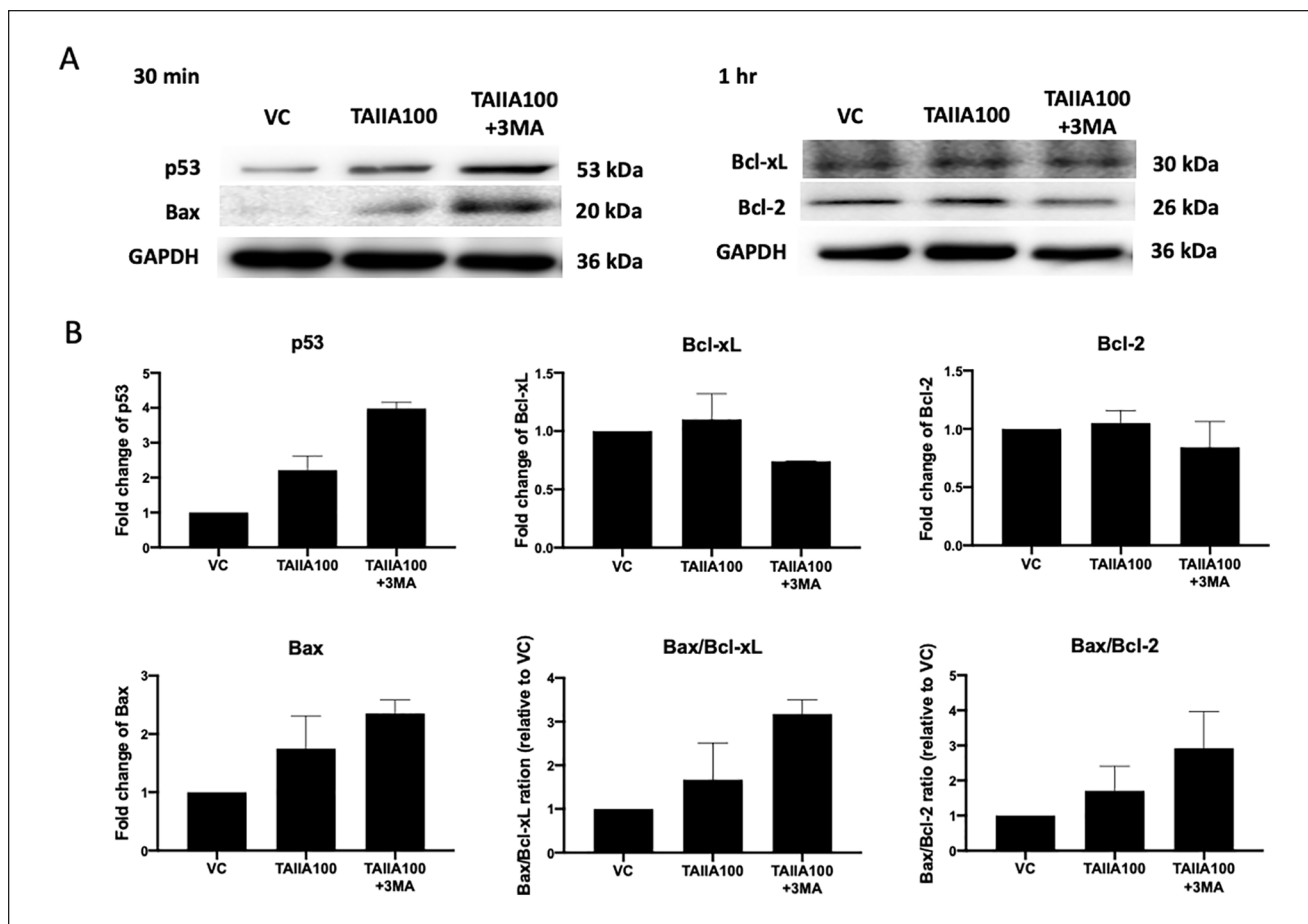 A
30 min
VC
TAIIA100
TAIIA100
+3MA
p53
53 kDa
Bax
20 kDa
GAPDH
36 kDa
1 hr
VC
TAIIA100
TAIIA100
+3MA
Bcl-xL
30 kDa
Bcl-2
26 kDa
GAPDH
36 kDa
B
p53
Fold change of p53
5
4
3
2
1
0
VC
TAIIA100
TAIIA100
+3MA
Bcl-xL
Fold change of Bcl-xL
1.5
1.0
0.5
0.0
VC
TAIIA100
TAIIA100
+3MA
Bcl-2
Fold change of Bcl-2
1.5
1.0
0.5
0.0
VC
TAIIA100
TAIIA100
+3MA
Bax
Fold change of Bax
3
2
1
0
VC
TAIIA100
TAIIA100
+3MA
Bax/Bcl-xL
Bax/Bcl-xL ration (relative to VC)
4
3
2
1
0
VC
TAIIA100
TAIIA100
+3MA
Bax/Bcl-2
Bax/Bcl-2 ratio (relative to VC)
5
4
3
2
1
0
VC
TAIIA100
TAIIA100
+3MA